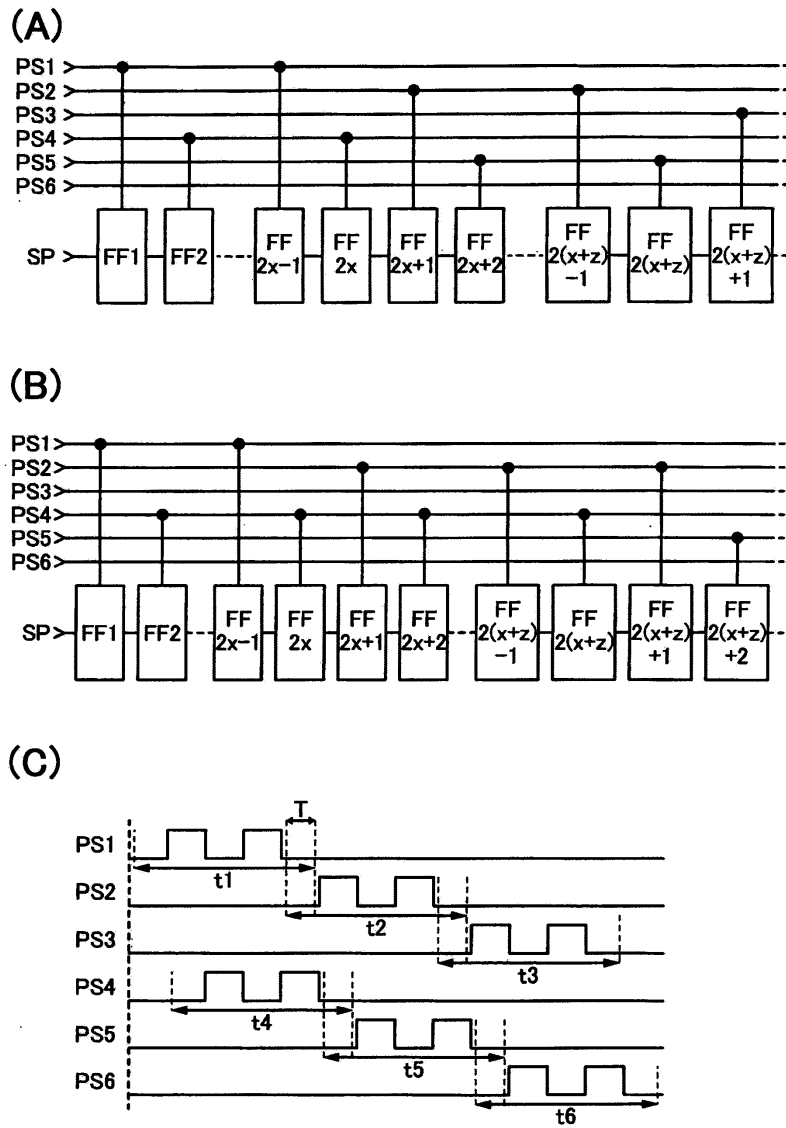 (A)
PS1
PS2
PS3
PS4
PS5
PS6
SP
FF1
FF2
FF
2x-1
FF
2x
FF
2x+1
FF
2x+2
FF
2(x+z)
-1
FF
2(x+z)
FF
2(x+z)
+1
(B)
PS1
PS2
PS3
PS4
PS5
PS6
SP
FF1
FF2
FF
2x-1
FF
2x
FF
2x+1
FF
2x+2
FF
2(x+z)
-1
FF
2(x+z)
FF
2(x+z)
+1
FF
2(x+z)
+2
(C)
T
PS1
t1
PS2
t2
PS3
t3
PS4
t4
PS5
t5
PS6
t6